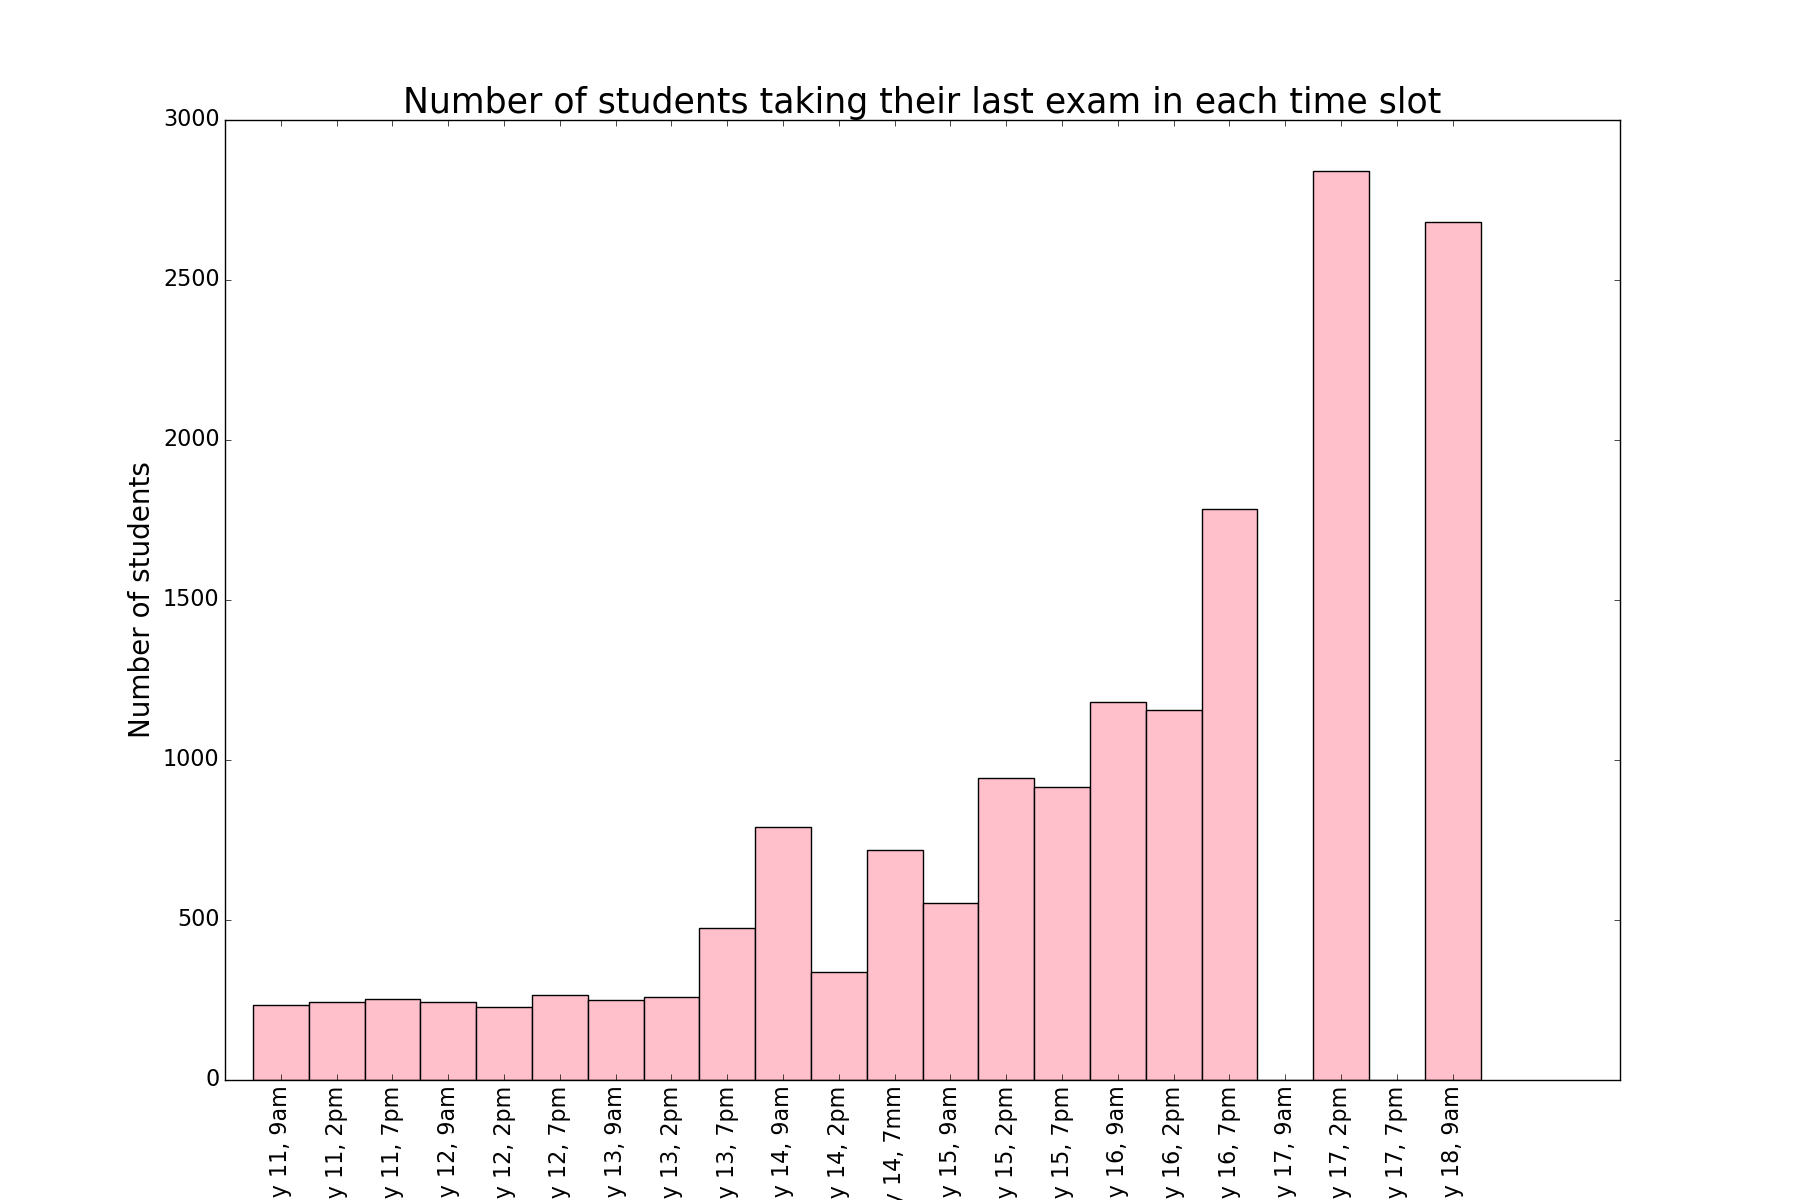 Number of students taking their last exam in each time slot
Number of students
3000
2500
2000
1500
1000
500
0
y 11, 9am
y 11, 2pm
y 11, 7pm
y 12, 9am
y 12, 2pm
y 12, 7pm
y 13, 9am
y 13, 2pm
y 13, 7pm
y 14, 9am
y 14, 2pm
y 14, 7mm
y 15, 9am
y 15, 2pm
y 15, 7pm
y 16, 9am
y 16, 2pm
y 16, 7pm
y 17, 9am
y 17, 2pm
y 17, 7pm
y 18, 9am